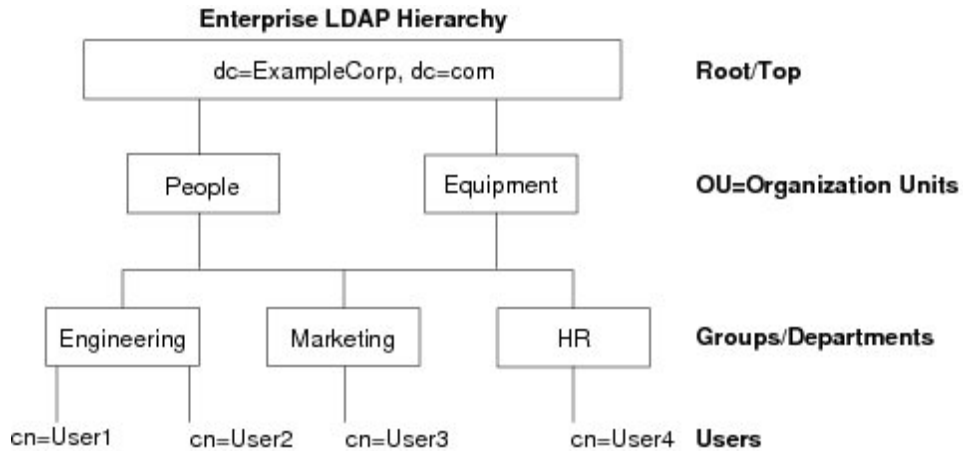 Enterprise LDAP Hierarchy
dc=ExampleCorp, dc=com
Root/Top
People
Equipment
OU=Organization Units
Engineering
Marketing
HR
Groups/Departments
cn=User1
cn=User2
cn=User3
cn=User4
Users